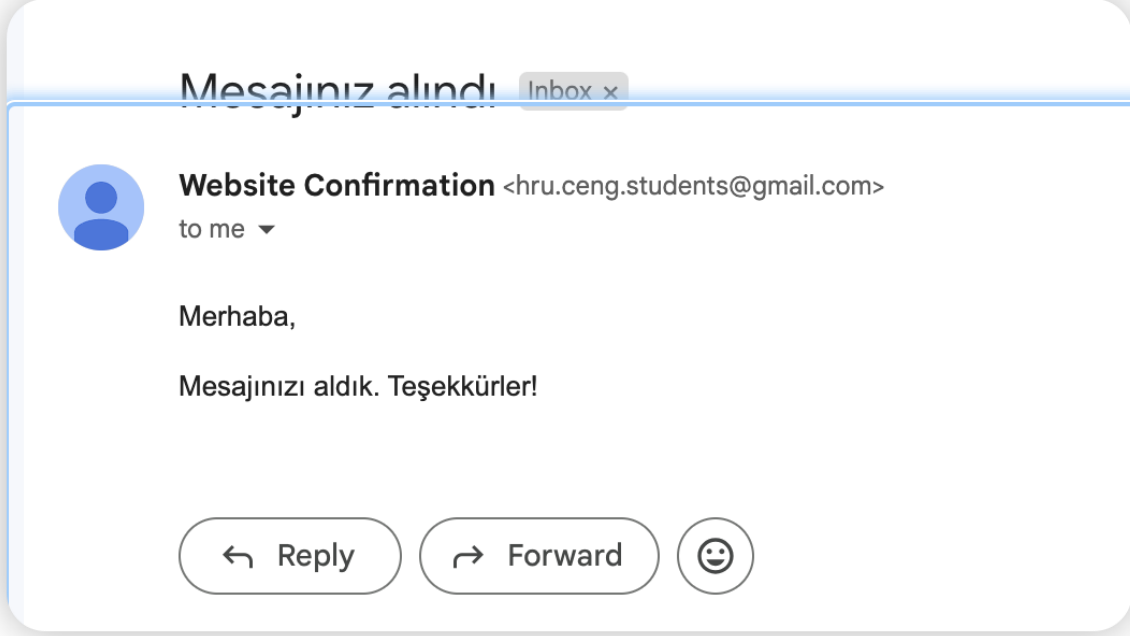 Mesajınız alındı Inbox ×
Website Confirmation <hru.ceng.students@gmail.com>
to me
Merhaba,
Mesajınızı aldık. Teşekkürler!
Reply Forward